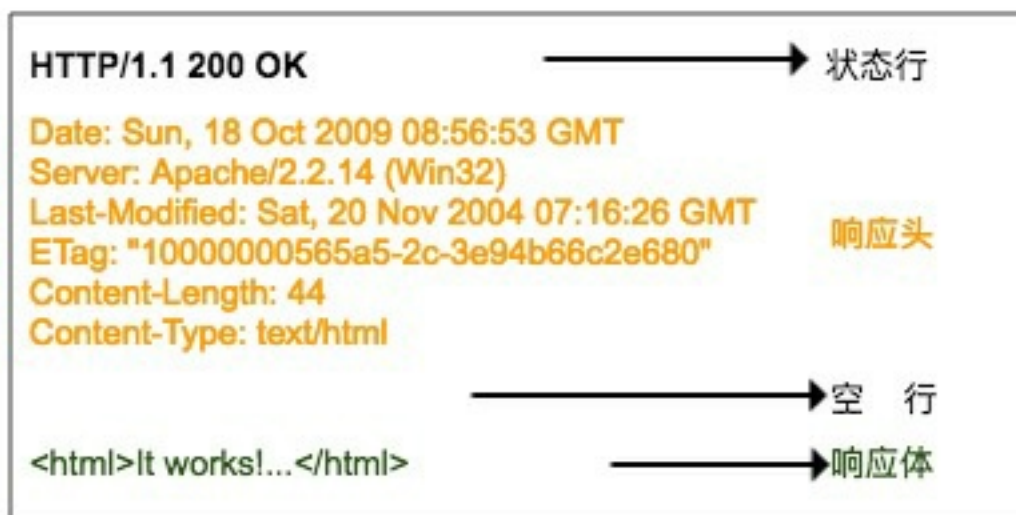 HTTP/1.1 200 OK 状态行
Date: Sun, 18 Oct 2009 08:56:53 GMT
Server: Apache/2.2.14 (Win32)
Last-Modified: Sat, 20 Nov 2004 07:16:26 GMT
响应头
ETag: "10000000565a5-2c-3e94b66c2e680"
Content-Length: 44
Content-Type: text/html
空 行
<html>It works!...</html> 响应体